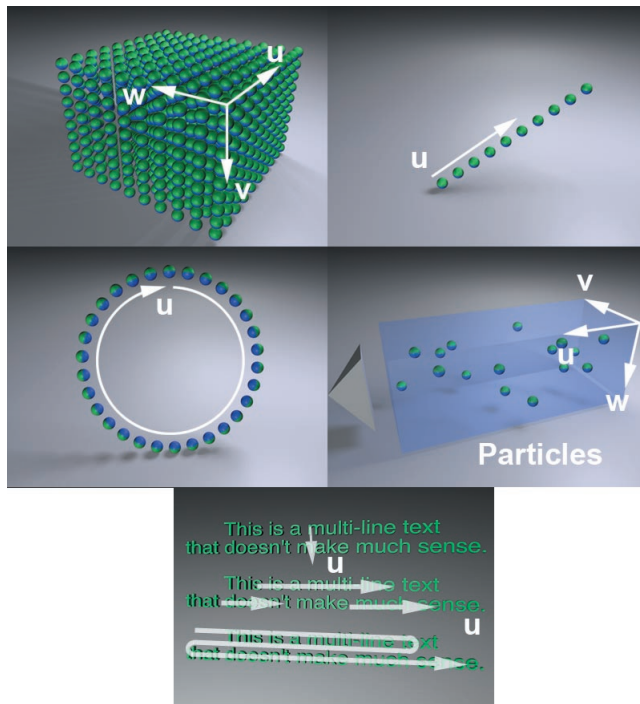 u
w
v
u
u
v
u
w
Particles
This is a multi-line text
that doesn't make much sense.
u
This is a multi-line text
that doesn't make much sense.
u
This is a multi-line text
that doesn't make much sense.